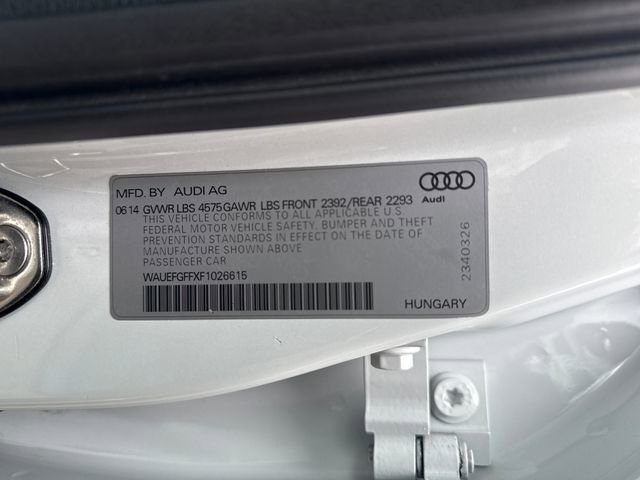 MFD. BY AUDI AG
Audi
06 14 GVWR LBS 4575 GAWR LBS FRONT 2392/REAR 2293
THIS VEHICLE CONFORMS TO ALL APPLICABLE U.S.
FEDERAL MOTOR VEHICLE SAFETY, BUMPER AND THEFT
PREVENTION STANDARDS IN EFFECT ON THE DATE OF
MANUFACTURE SHOWN ABOVE
PASSENGER CAR
WAUEFGFFXF1026615
HUNGARY
2340326